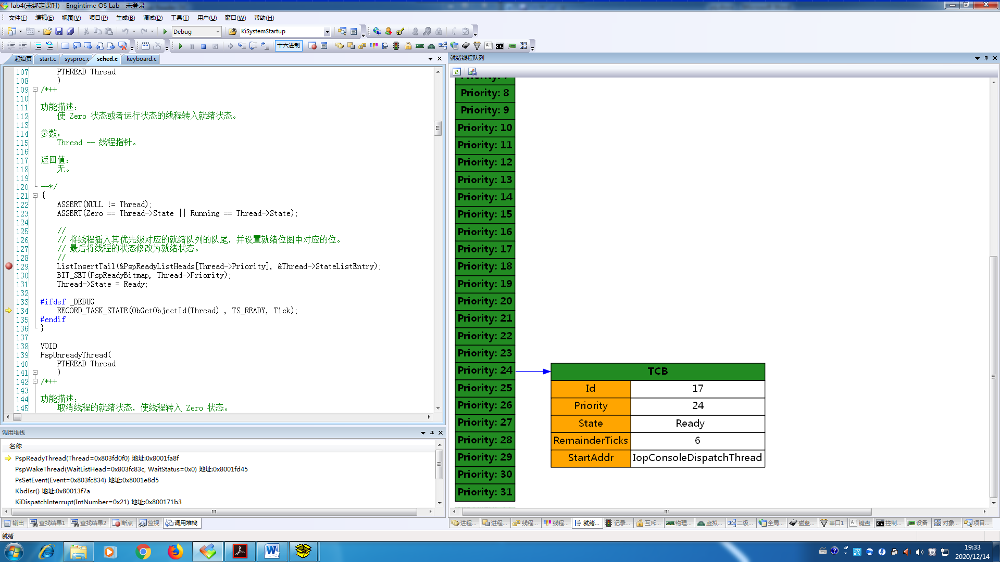 lab4(未绑定课时) - Engintime OS Lab - 未登录
文件(F) 编辑(E) 视图(V) 项目(P) 生成(B) 调试(D) 工具(T) 用户(U) 窗口(W) 帮助(H)
Debug KiSystemStartup
十六进制
起始页 start.c sysproc.c sched.c keyboard.c
107 PTHREAD Thread
108 )
109 /*++
110
111 功能描述:
112 使 Zero 状态或者运行状态的线程转入就绪状态。
113
114 参数:
115 Thread -- 线程指针。
116
117 返回值:
118 无。
119
120 --*/
121 {
122 ASSERT(NULL != Thread);
123 ASSERT(Zero == Thread->State || Running == Thread->State);
124
125 //
126 // 将线程插入其优先级对应的就绪队列的队尾，并设置就绪位图中对应的位。
127 // 最后将线程的状态修改为就绪状态。
128 //
129 ListInsertTail(&PspReadyListHeads[Thread->Priority], &Thread->StateListEntry);
130 BIT_SET(PspReadyBitmap, Thread->Priority);
131 Thread->State = Ready;
132
133 #ifdef _DEBUG
134 RECORD_TASK_STATE(ObGetObjectId(Thread) , TS_READY, Tick);
135 #endif
136 }
137
138 VOID
139 PspUnreadyThread(
140 PTHREAD Thread
141 )
142 /*++
143
144 功能描述:
145 取消线程的就绪状态，使线程转入 Zero 状态。
调用堆栈
名称
PspReadyThread(Thread=0x803fd0f0) 地址:0x8001fa8f
PspWakeThread(WaitListHead=0x803fc83c, WaitStatus=0x0) 地址:0x8001fd45
PsSetEvent(Event=0x803fc834) 地址:0x8001e8d5
KbdIsr() 地址:0x80013f7a
KiDispatchInterrupt(IntNumber=0x21) 地址:0x800171b3
输出 查找结果1 查找结果2 断点 监视 调用堆栈
就绪线程队列
Priority: 7
Priority: 8
Priority: 9
Priority: 10
Priority: 11
Priority: 12
Priority: 13
Priority: 14
Priority: 15
Priority: 16
Priority: 17
Priority: 18
Priority: 19
Priority: 20
Priority: 21
Priority: 22
Priority: 23
Priority: 24
Priority: 25
Priority: 26
Priority: 27
Priority: 28
Priority: 29
Priority: 30
Priority: 31
TCB
Id 17
Priority 24
State Ready
RemainderTicks 6
StartAddr IopConsoleDispatchThread
进程... 进程... 线程... 线程... 就绪... 记录... 互斥... 物理... 虚拟... 二级... 全局... 磁盘... 串口1 键盘 控制... 设备 对象... 项目...
就绪
19:33
2020/12/14